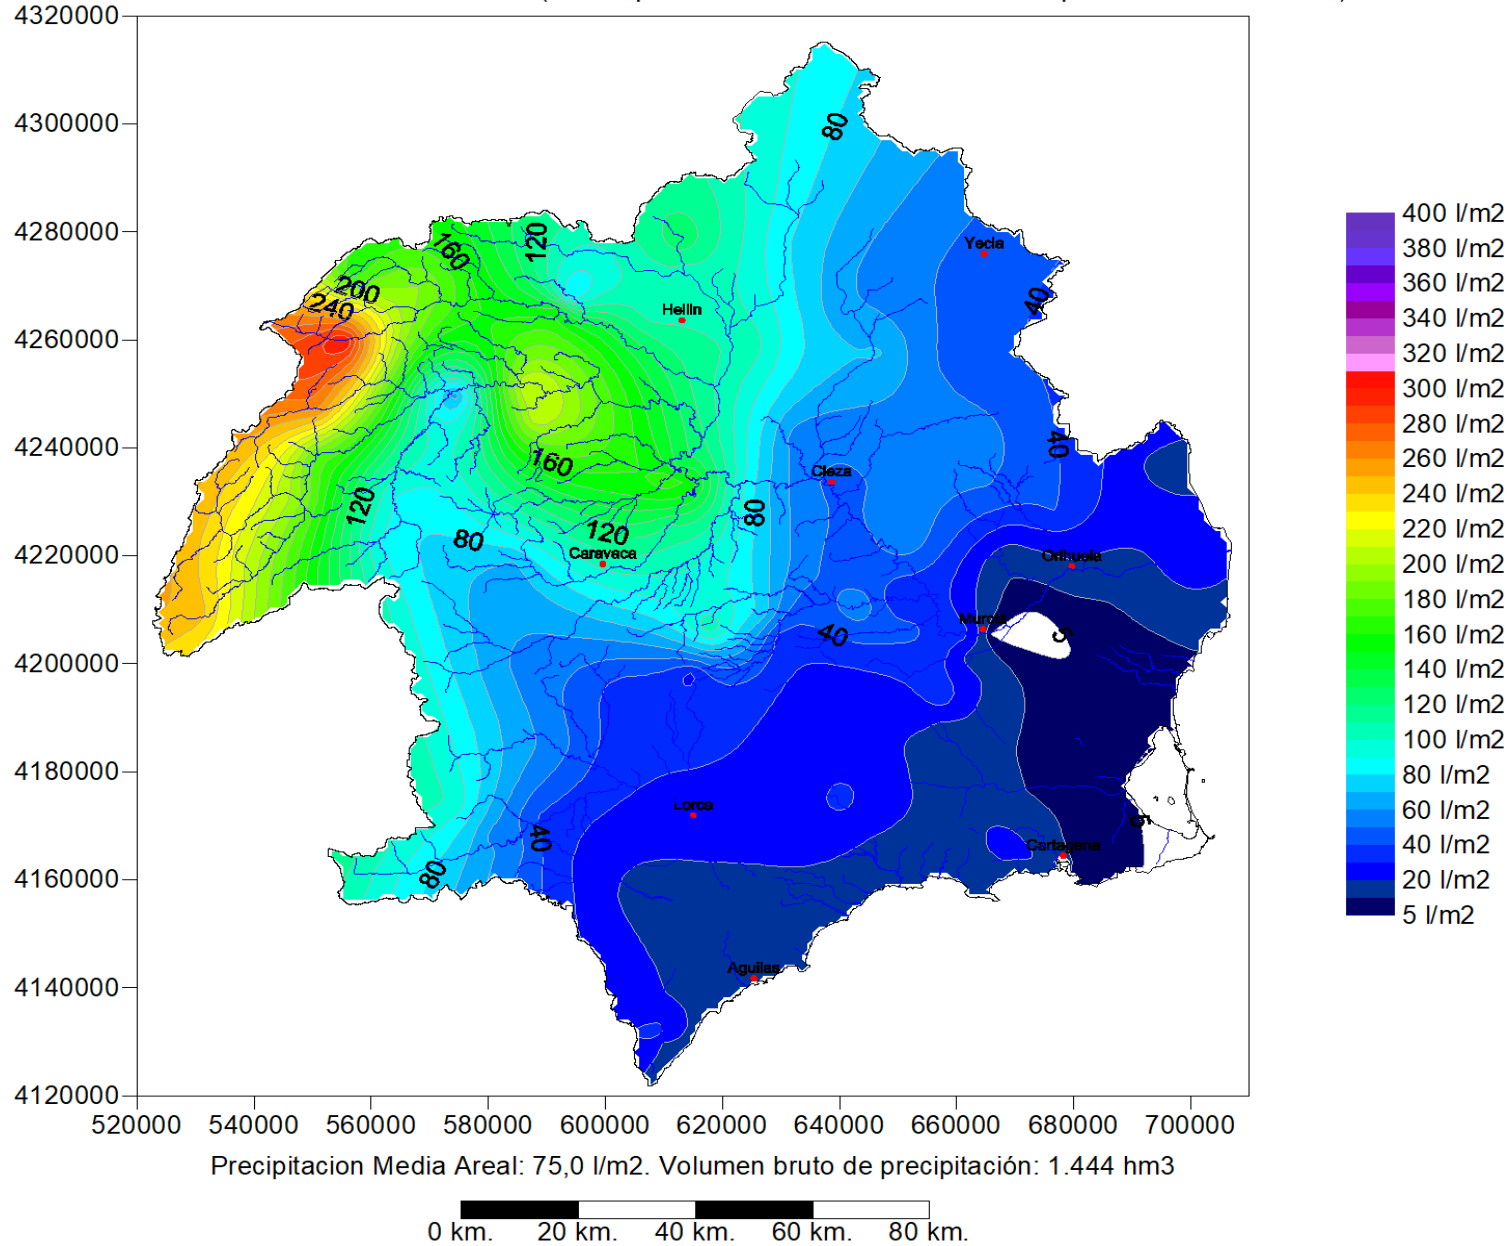 4320000
4300000
4280000
4260000
4240000
4220000
4200000
4180000
4160000
4140000
4120000
520000 540000 560000 580000 600000 620000 640000 660000 680000 700000
80
120
160
200
240
Yecla
40
Hellin
40
160
Cieza
120
80
80
120
Caravaca
Orihuela
Murcia
5
40
Lorca
5
40
Cartagena
80
Aguilas
400 l/m2
380 l/m2
360 l/m2
340 l/m2
320 l/m2
300 l/m2
280 l/m2
260 l/m2
240 l/m2
220 l/m2
200 l/m2
180 l/m2
160 l/m2
140 l/m2
120 l/m2
100 l/m2
80 l/m2
60 l/m2
40 l/m2
20 l/m2
5 l/m2
Precipitacion Media Areal: 75,0 l/m2. Volumen bruto de precipitación: 1.444 hm3
0 km. 20 km. 40 km. 60 km. 80 km.